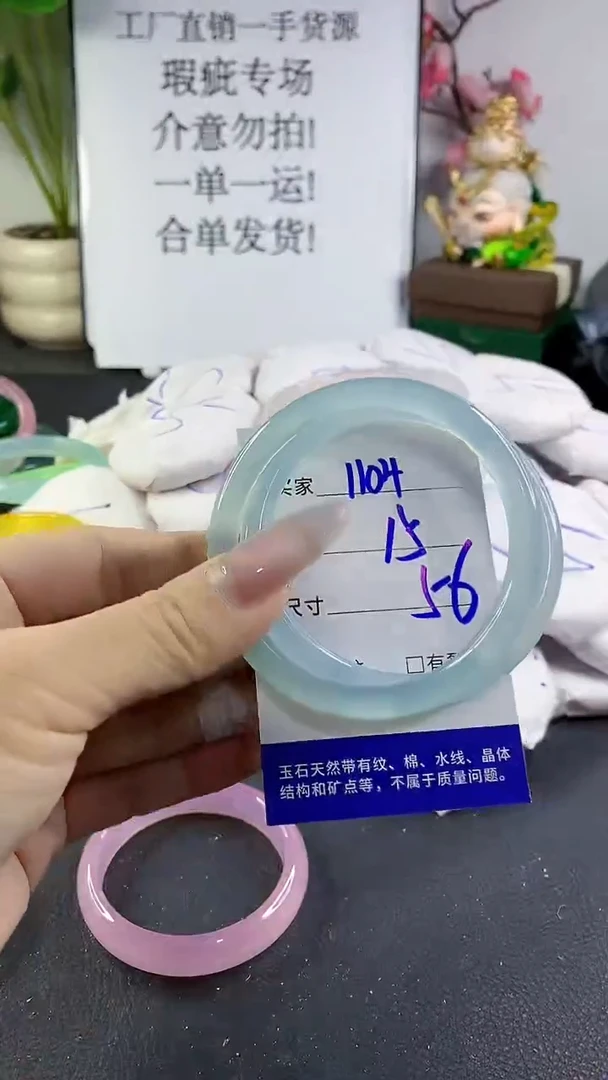 工厂直销一手货源
瑕疵专场
介意勿拍!
一单一运!
合单发货!
家 1104
15
尺寸 56
□有
玉石天然带有纹、棉、水线、晶体
结构和矿点等，不属于质量问题。